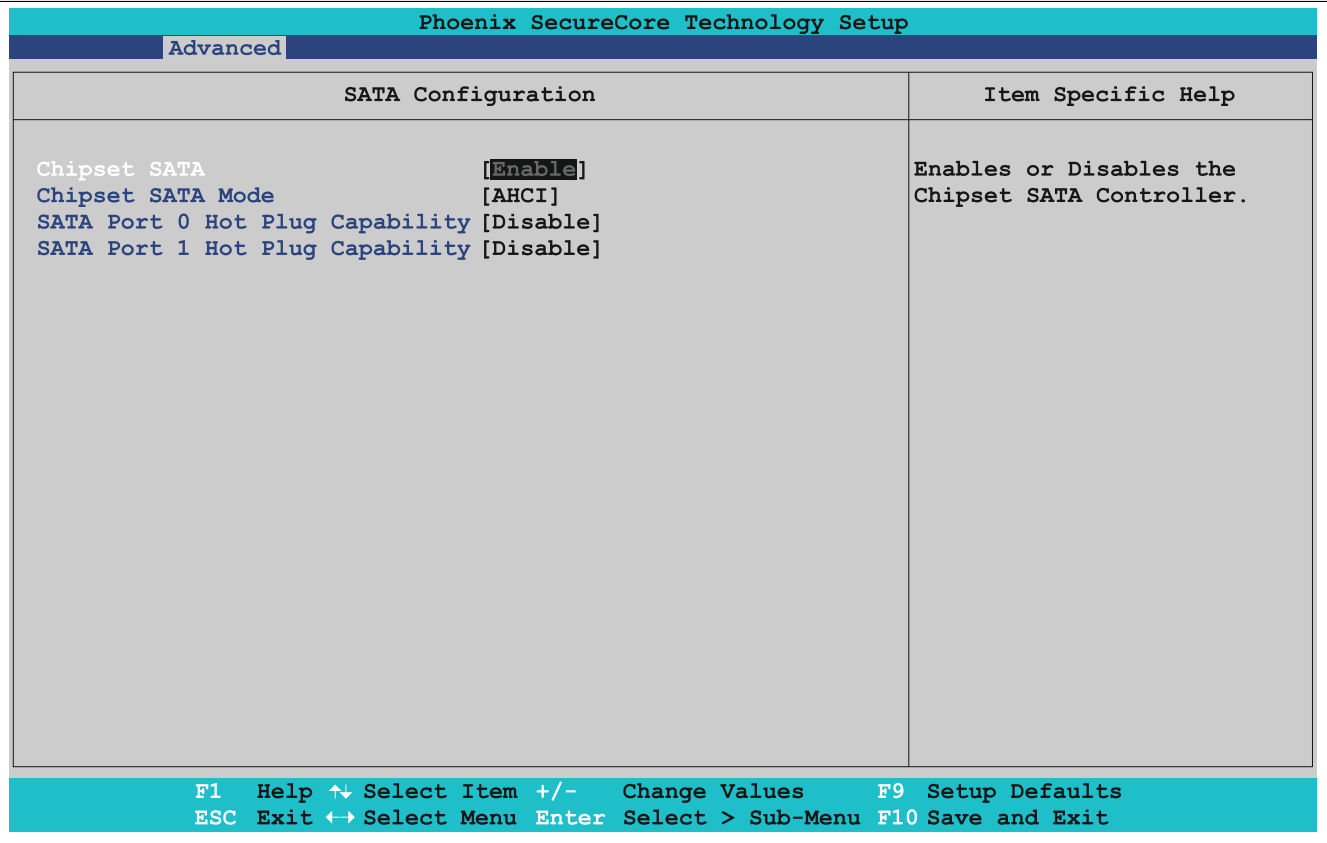 Phoenix SecureCore Technology Setup
Advanced
SATA Configuration
Item Specific Help
Chipset SATA [Enable]
Chipset SATA Mode [AHCI]
SATA Port 0 Hot Plug Capability [Disable]
SATA Port 1 Hot Plug Capability [Disable]
Enables or Disables the
Chipset SATA Controller.
F1 Help ↑↓ Select Item +/- Change Values F9 Setup Defaults
ESC Exit ←→ Select Menu Enter Select > Sub-Menu F10 Save and Exit